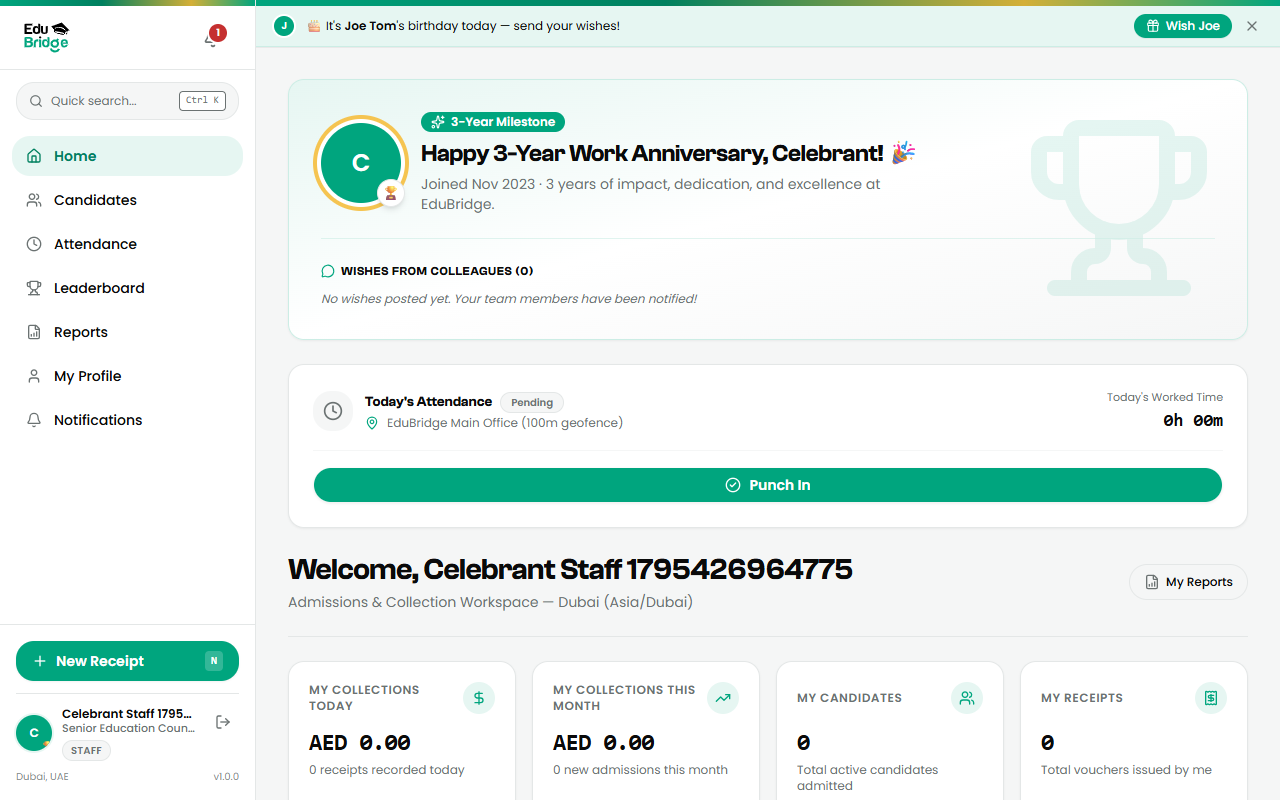 Edu
Bridge
1
Quick search...
Ctrl K
Home
Candidates
Attendance
Leaderboard
Reports
My Profile
Notifications
New Receipt
N
C
Celebrant Staff 1795...
Senior Education Coun...
STAFF
Dubai, UAE
v1.0.0
J
It's Joe Tom's birthday today — send your wishes!
Wish Joe
C
3-Year Milestone
Happy 3-Year Work Anniversary, Celebrant! 🎉
Joined Nov 2023 · 3 years of impact, dedication, and excellence at
EduBridge.
WISHES FROM COLLEAGUES (0)
No wishes posted yet. Your team members have been notified!
Today's Attendance
Pending
EduBridge Main Office (100m geofence)
Today's Worked Time
0h 00m
Punch In
Welcome, Celebrant Staff 1795426964775
Admissions & Collection Workspace — Dubai (Asia/Dubai)
My Reports
MY COLLECTIONS
TODAY
AED 0.00
0 receipts recorded today
MY COLLECTIONS THIS
MONTH
AED 0.00
0 new admissions this month
MY CANDIDATES
0
Total active candidates
admitted
MY RECEIPTS
0
Total vouchers issued by me